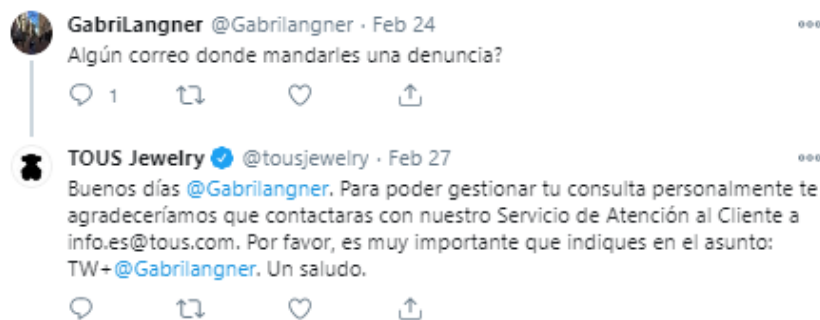 GabriLangner @Gabrilangner · Feb 24
Algún correo donde mandarles una denuncia?
1
TOUS Jewelry @tousjewelry · Feb 27
Buenos días @Gabrilangner. Para poder gestionar tu consulta personalmente te
agradeceríamos que contactaras con nuestro Servicio de Atención al Cliente a
info.es@tous.com. Por favor, es muy importante que indiques en el asunto:
TW+@Gabrilangner. Un saludo.